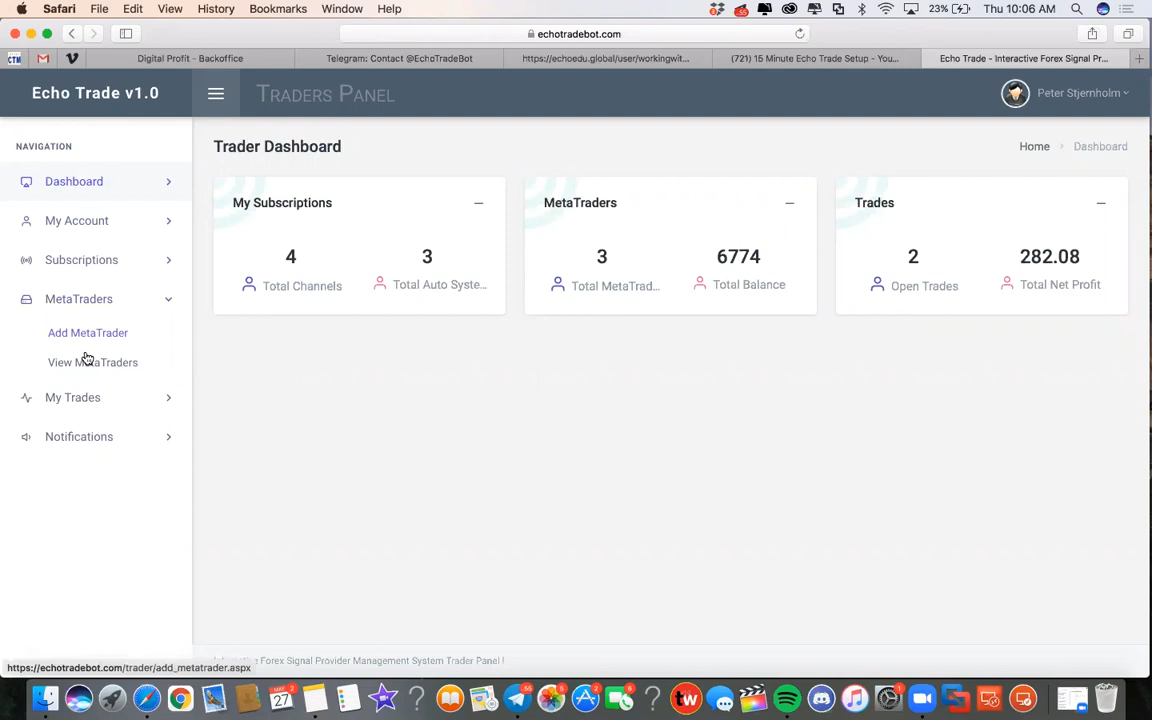 Safari File Edit View History Bookmarks Window Help
23% Thu 10:06 AM
echotradebot.com
CTM Digital Profit - Backoffice Telegram: Contact @EchoTradeBot https://echoedu.global/user/workingwit... (721) 15 Minute Echo Trade Setup - You... Echo Trade - Interactive Forex Signal Pr...
Echo Trade v1.0
TRADERS PANEL
Peter Stjernholm
NAVIGATION
Dashboard
My Account
Subscriptions
MetaTraders
Add MetaTrader
View MetaTraders
My Trades
Notifications
Trader Dashboard
Home > Dashboard
My Subscriptions
4 3
Total Channels Total Auto Syste...
MetaTraders
3 6774
Total MetaTrad... Total Balance
Trades
2 282.08
Open Trades Total Net Profit
Forex Signal Provider Management System Trader Panel !
https://echotradebot.com/trader/add_metatrader.aspx
27
tw